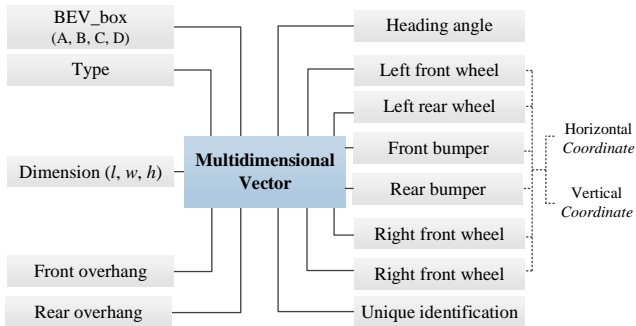 BEV_box
(A, B, C, D)
Type
Dimension (l, w, h)
Front overhang
Rear overhang
Multidimensional
Vector
Heading angle
Left front wheel
Left rear wheel
Front bumper
Rear bumper
Right front wheel
Right front wheel
Unique identification
Horizontal
Coordinate
Vertical
Coordinate